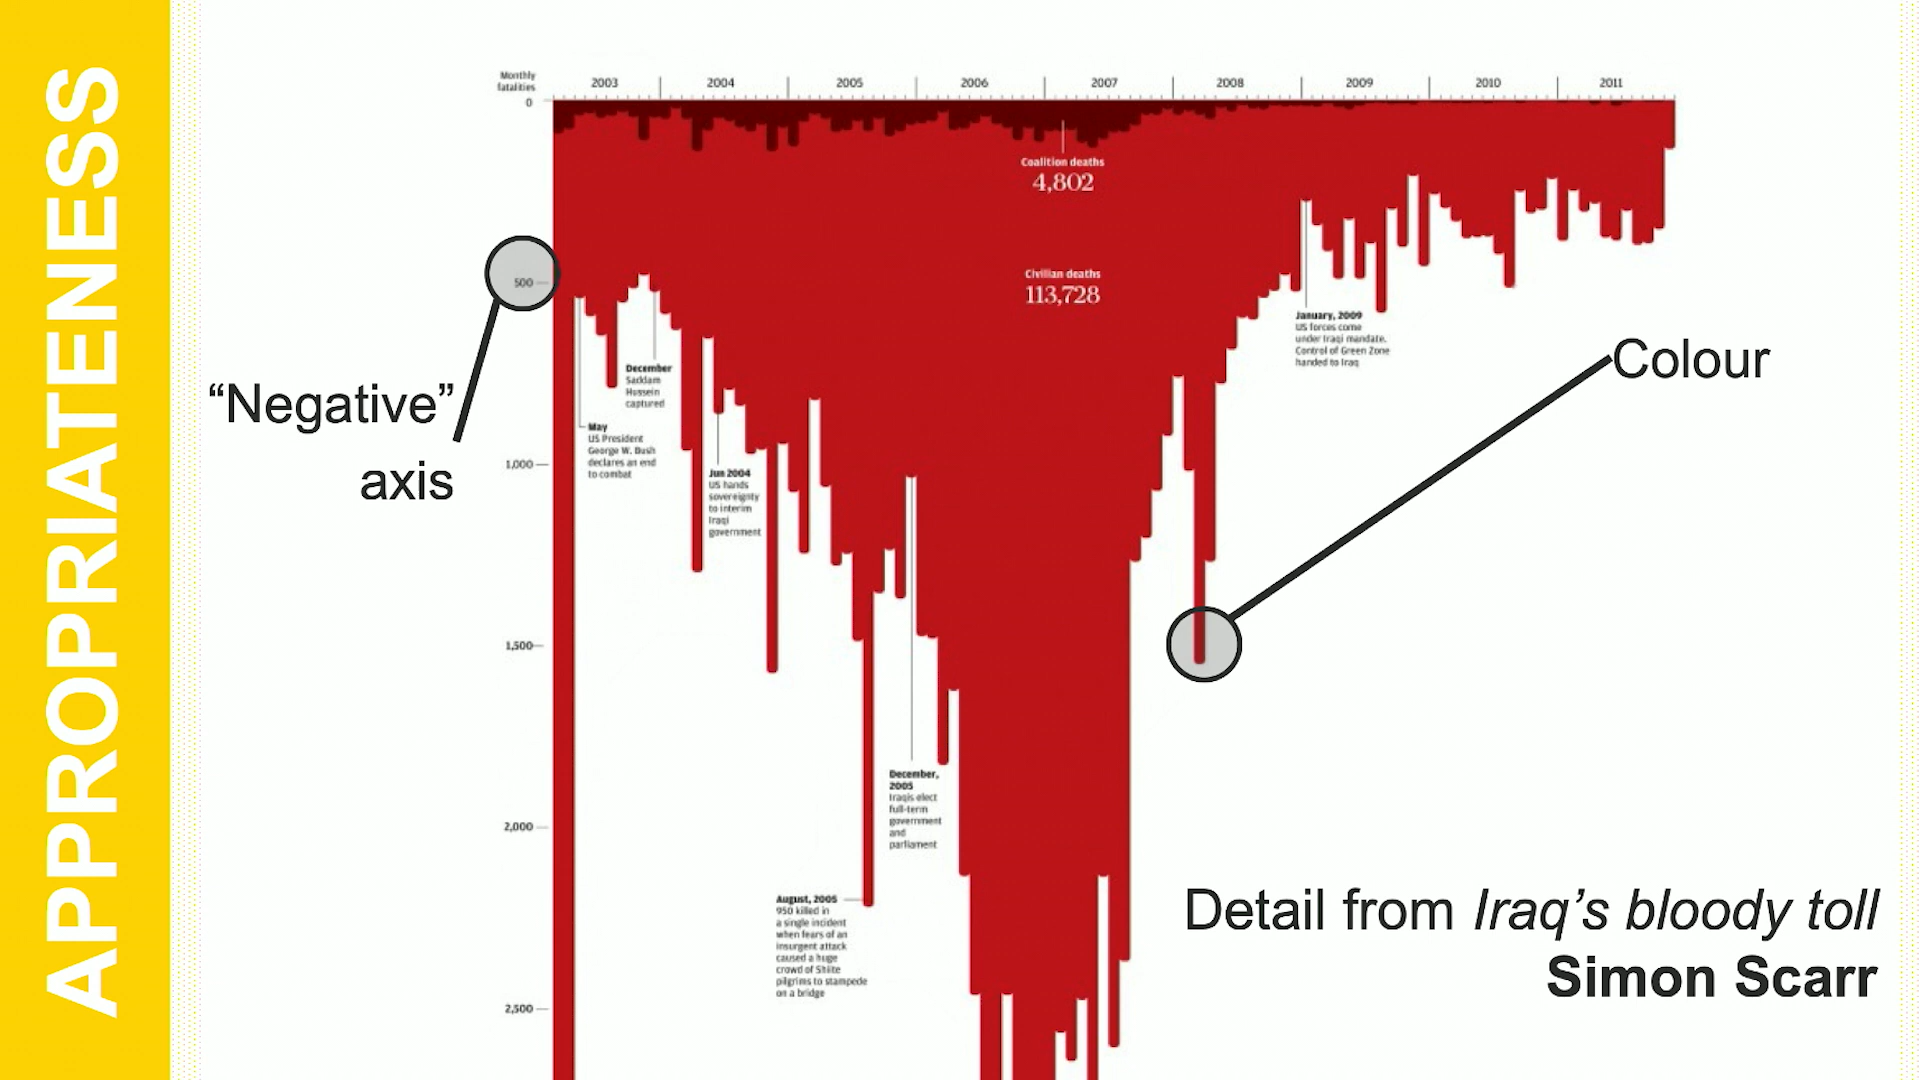 APPROPRIATENESS
Monthly
fatalities
2003
2004
2005
2006
2007
2008
2009
2010
2011
0
500
1,000
1,500
2,000
2,500
Coalition deaths
4,802
Civilian deaths
113,728
“Negative”
axis
Colour
May
US President
George W. Bush
declares an end
to combat
December
Saddam
Hussein
captured
Jun 2004
US hands
sovereignty
to interim
Iraqi
government
August, 2005
950 killed in
a single incident
when fears of an
insurgent attack
caused a huge
crowd of Shiite
pilgrims to stampede
on a bridge
December,
2005
Iraqis elect
full-term
government
and
parliament
January, 2009
US forces come
under Iraqi mandate.
Control of Green Zone
handed to Iraq
Detail from Iraq’s bloody toll
Simon Scarr